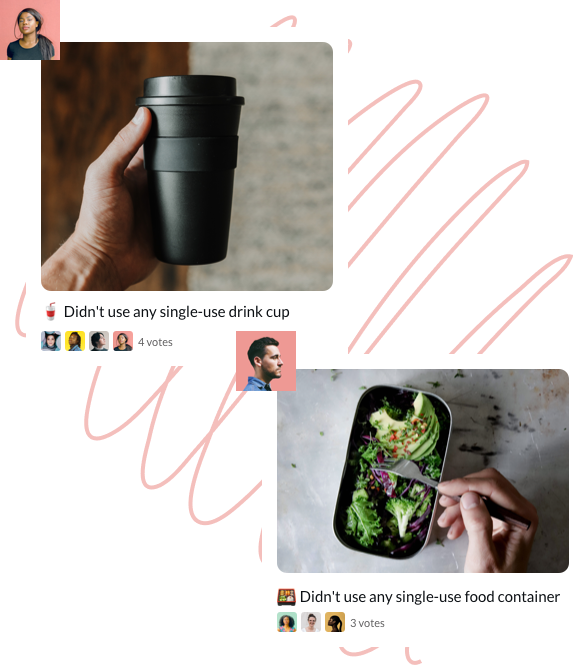 Didn't use any single-use drink cup
4 votes
Didn't use any single-use food container
3 votes